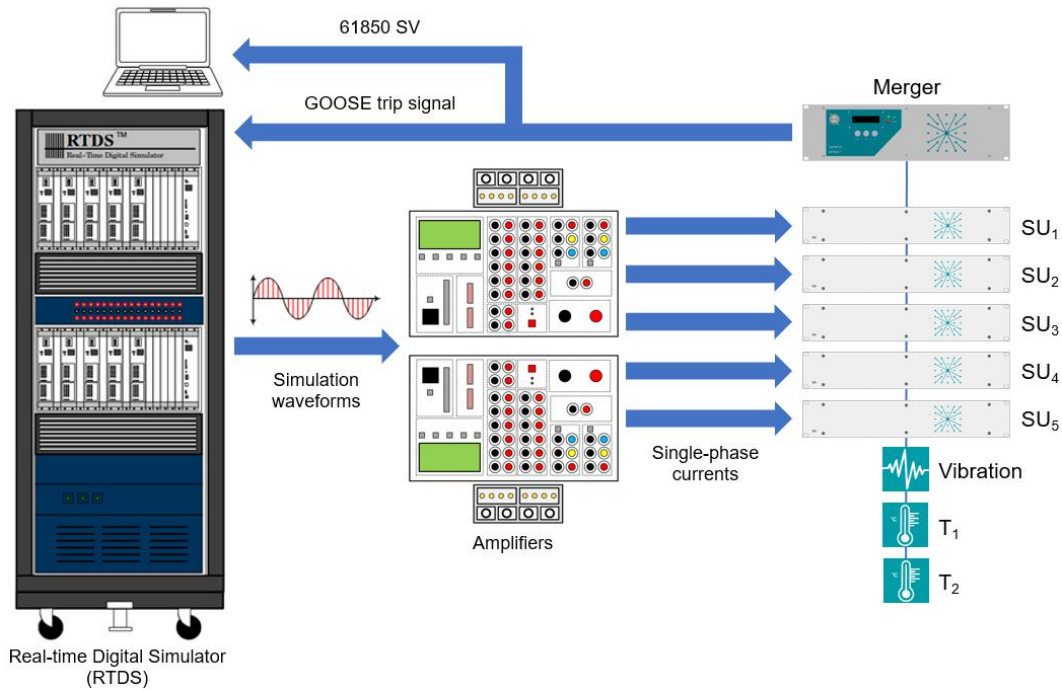 61850 SV
GOOSE trip signal
Merger
RTDS™
Real-Time Digital Simulator
SU1
SU2
SU3
SU4
SU5
Simulation
waveforms
Single-phase
currents
Vibration
°C
T1
°C
T2
Amplifiers
Real-time Digital Simulator
(RTDS)